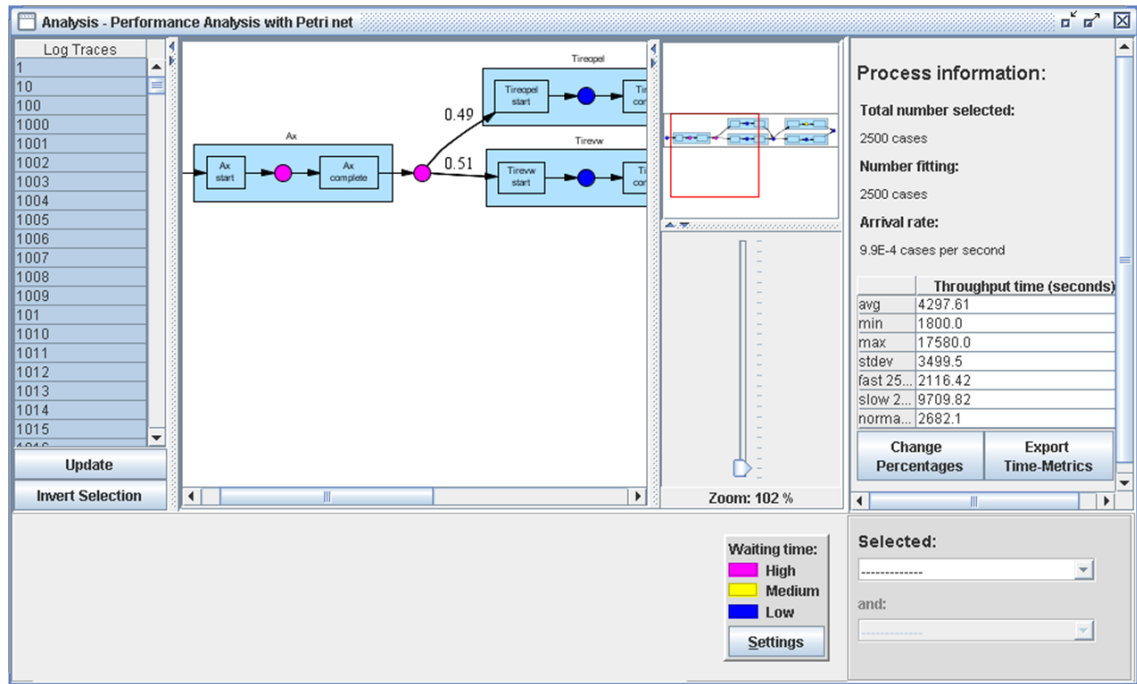 Analysis - Performance Analysis with Petri net
Log Traces
1
10
100
1000
1001
1002
1003
1004
1005
1006
1007
1008
1009
101
1010
1011
1012
1013
1014
1015
Update
Invert Selection
Ax
Ax
start
Ax
complete
0.49
0.51
Tireopel
Tireopel
start
Tir
con
Tirevw
Tirevw
start
Ti
con
Zoom: 102 %
Process information:
Total number selected:
2500 cases
Number fitting:
2500 cases
Arrival rate:
9.9E-4 cases per second
Throughput time (seconds)
avg 4297.61
min 1800.0
max 17580.0
stdev 3499.5
fast 25... 2116.42
slow 2... 9709.82
norma... 2682.1
Change
Percentages
Export
Time-Metrics
Waiting time:
High
Medium
Low
Settings
Selected:
-------------
and:
-------------